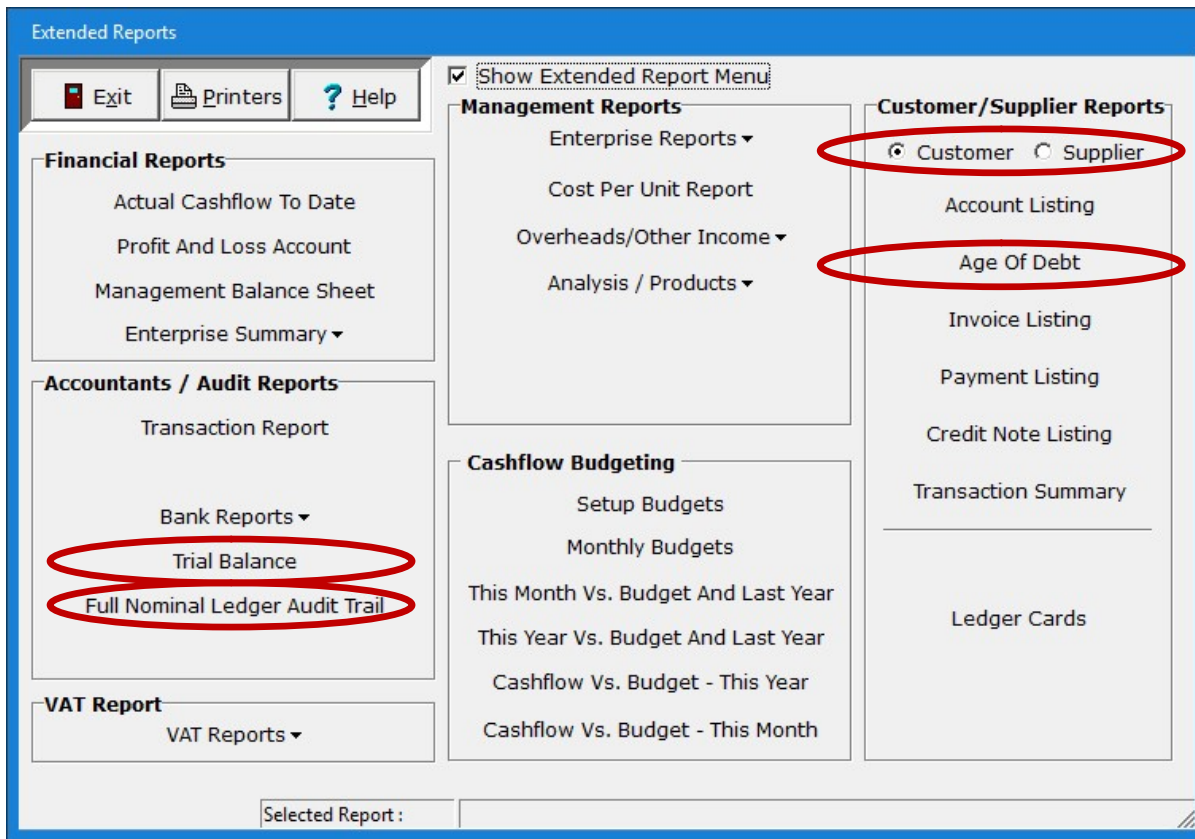 Extended Reports
Exit
Printers
? Help
Show Extended Report Menu
Financial Reports
Actual Cashflow To Date
Profit And Loss Account
Management Balance Sheet
Enterprise Summary
Accountants / Audit Reports
Transaction Report
Bank Reports
Trial Balance
Full Nominal Ledger Audit Trail
VAT Report
VAT Reports
Management Reports
Enterprise Reports
Cost Per Unit Report
Overheads/Other Income
Analysis / Products
Cashflow Budgeting
Setup Budgets
Monthly Budgets
This Month Vs. Budget And Last Year
This Year Vs. Budget And Last Year
Cashflow Vs. Budget - This Year
Cashflow Vs. Budget - This Month
Customer/Supplier Reports
Customer Supplier
Account Listing
Age Of Debt
Invoice Listing
Payment Listing
Credit Note Listing
Transaction Summary
Ledger Cards
Selected Report :